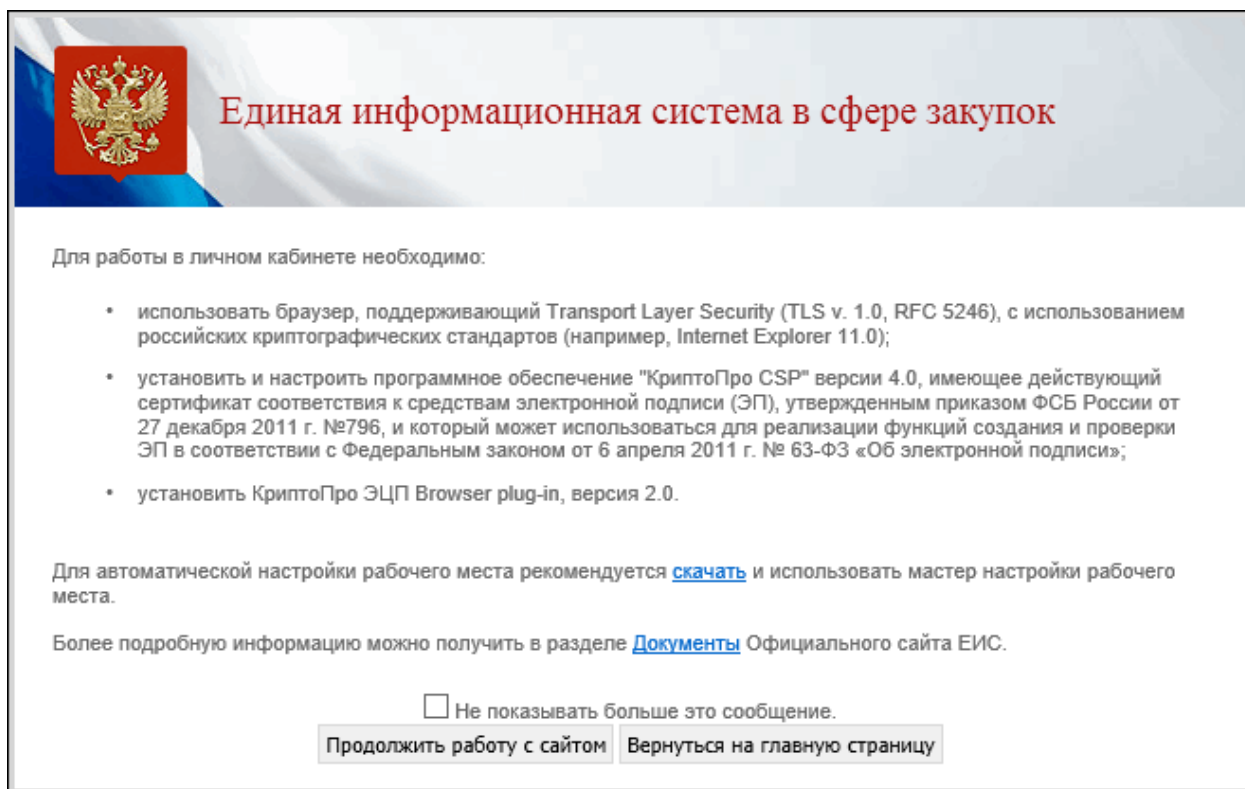 Единая информационная система в сфере закупок
Для работы в личном кабинете необходимо:
• использовать браузер, поддерживающий Transport Layer Security (TLS v. 1.0, RFC 5246), с использованием
российских криптографических стандартов (например, Internet Explorer 11.0);
• установить и настроить программное обеспечение "КриптоПро CSP" версии 4.0, имеющее действующий
сертификат соответствия к средствам электронной подписи (ЭП), утвержденным приказом ФСБ России от
27 декабря 2011 г. №796, и который может использоваться для реализации функций создания и проверки
ЭП в соответствии с Федеральным законом от 6 апреля 2011 г. № 63-ФЗ «Об электронной подписи»;
• установить КриптоПро ЭЦП Browser plug-in, версия 2.0.
Для автоматической настройки рабочего места рекомендуется скачать и использовать мастер настройки рабочего
места.
Более подробную информацию можно получить в разделе Документы Официального сайта ЕИС.
Не показывать больше это сообщение.
Продолжить работу с сайтом Вернуться на главную страницу